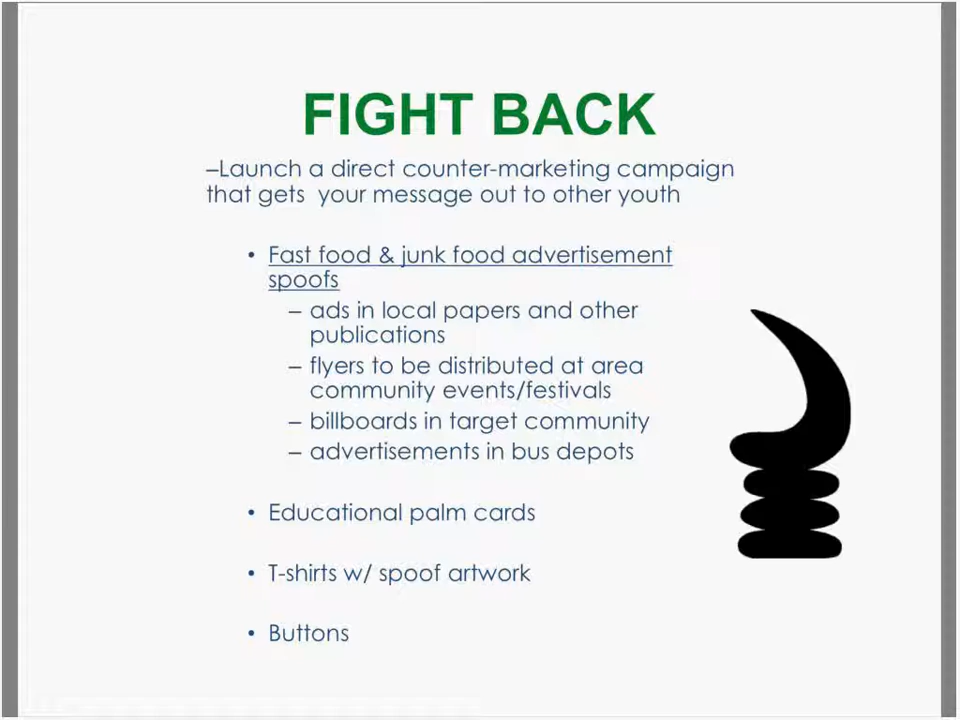 FIGHT BACK
–Launch a direct counter-marketing campaign
that gets  your message out to other youth
• Fast food & junk food advertisement
spoofs
– ads in local papers and other
publications
– flyers to be distributed at area
community events/festivals
– billboards in target community
– advertisements in bus depots
• Educational palm cards
• T-shirts w/ spoof artwork
• Buttons